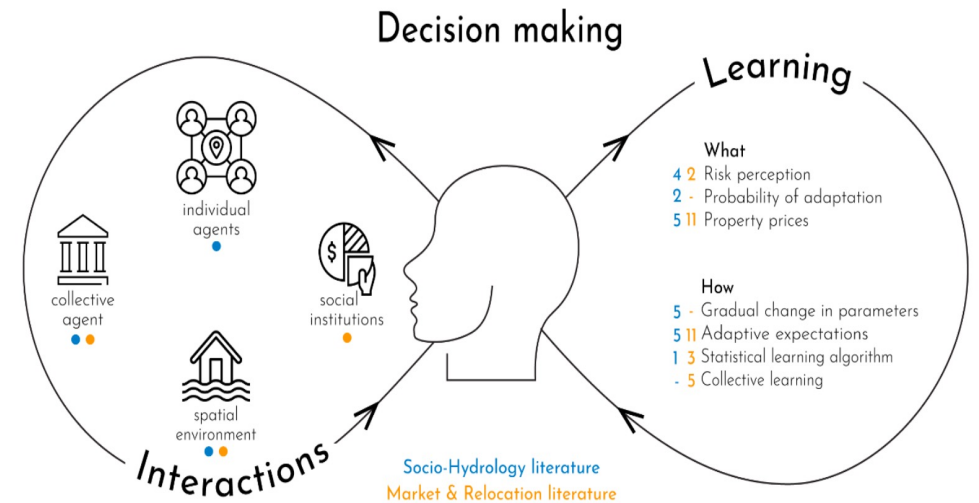 Decision making
Learning
What
4 2 Risk perception
2 - Probability of adaptation
5 11 Property prices
How
5 - Gradual change in parameters
5 11 Adaptive expectations
1 3 Statistical learning algorithm
- 5 Collective learning
individual
agents
collective
agent
$
social
institutions
spatial
environment
Interactions
Socio-Hydrology literature
Market & Relocation literature